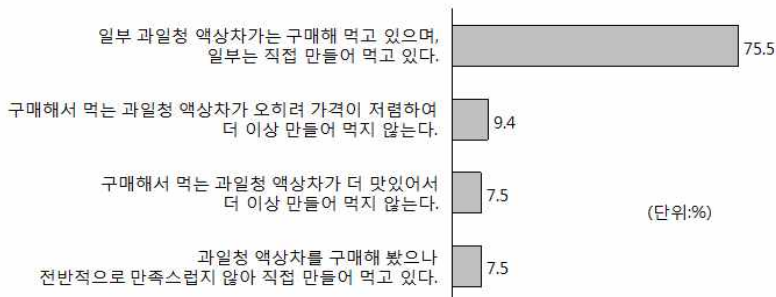 일부 과일청 액상차가는 구매해 먹고 있으며,
일부는 직접 만들어 먹고 있다.
75.5
구매해서 먹는 과일청 액상차가 오히려 가격이 저렴하여
더 이상 만들어 먹지 않는다.
9.4
구매해서 먹는 과일청 액상차가 더 맛있어서
더 이상 만들어 먹지 않는다.
7.5
(단위:%)
과일청 액상차를 구매해 봤으나
전반적으로 만족스럽지 않아 직접 만들어 먹고 있다.
7.5